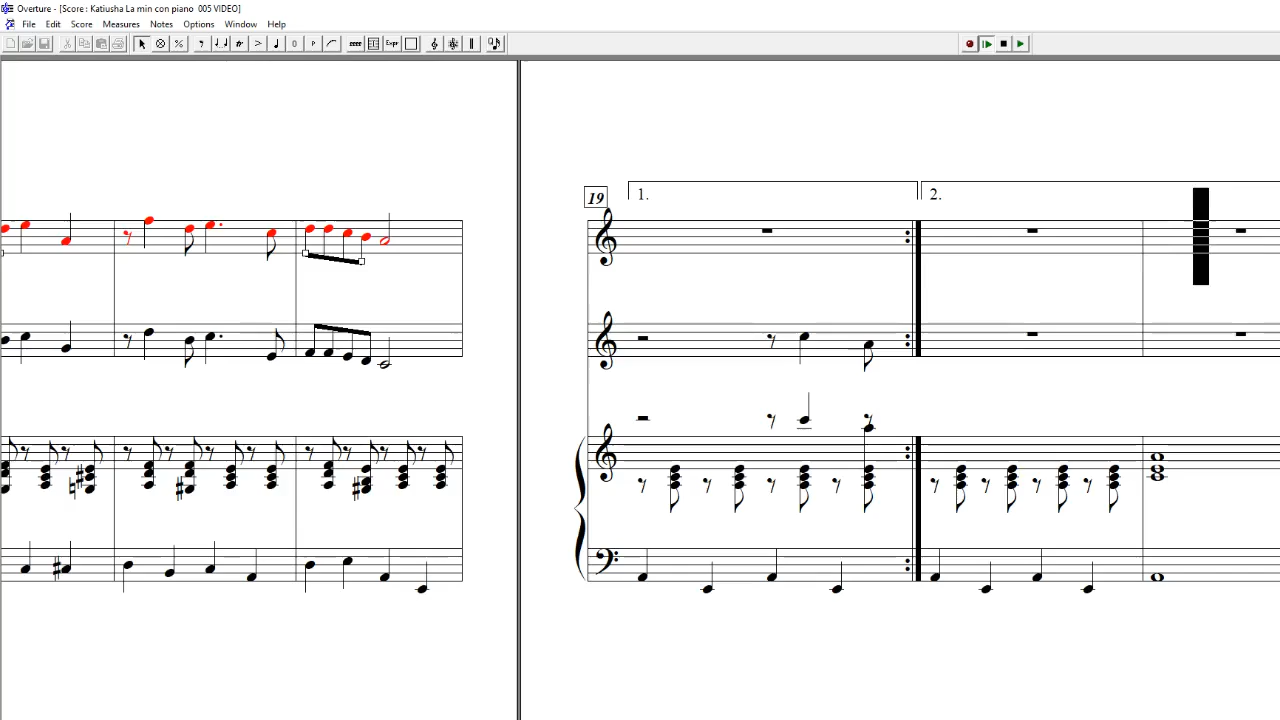 Overture - [Score : Katiusha La min con piano  005 VIDEO]
File Edit Score Measures Notes Options Window Help
Expr
19 1. 2.